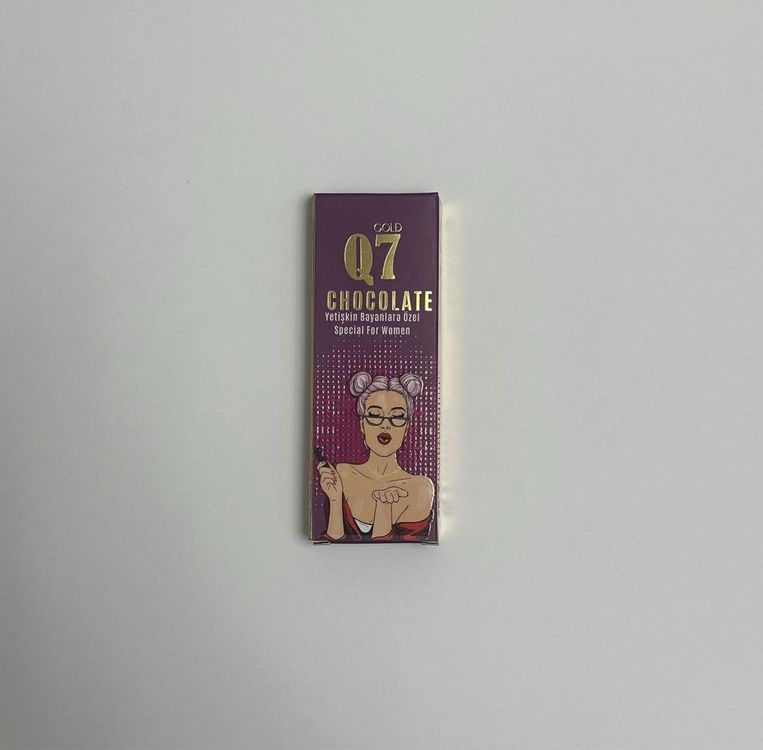 GOLD
Q7
CHOCOLATE
Yetişkin Bayanlara Özel
Special For Women